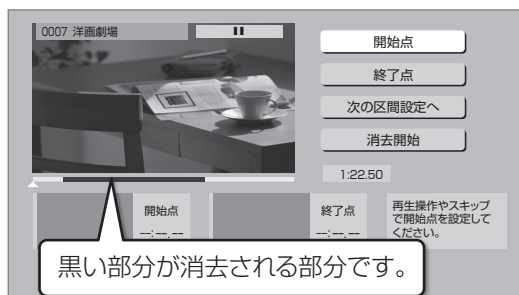 0007 洋画劇場
開始点
終了点
次の区間設定へ
消去開始
1:22.50
開始点
--:--.--
終了点
--:--.--
再生操作やスキップ
で開始点を設定して
ください。
黒い部分が消去される部分です。